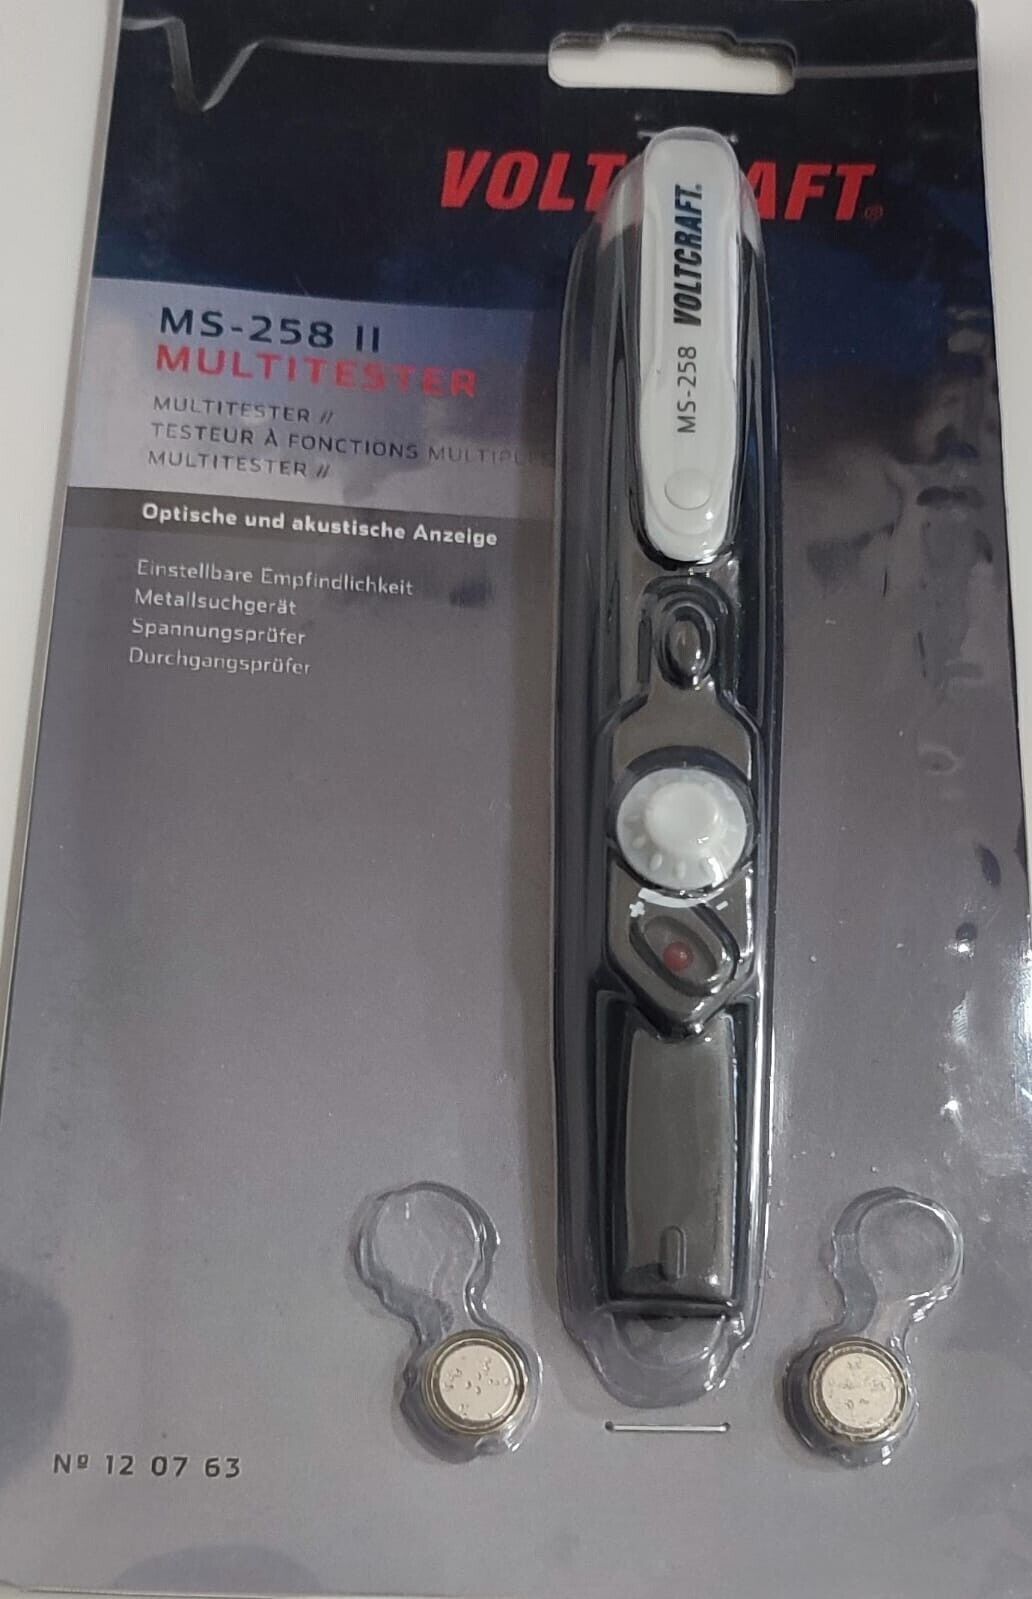 VOLTCRAFT®
MS-258 VOLTCRAFT®
MS-258 II
MULTITESTER
MULTITESTER //
TESTEUR À FONCTIONS MULTIPLES
MULTITESTER //
Optische und akustische Anzeige
Einstellbare Empfindlichkeit
Metallsuchgerät
Spannungsprüfer
Durchgangsprüfer
+ -
Nº 12 07 63